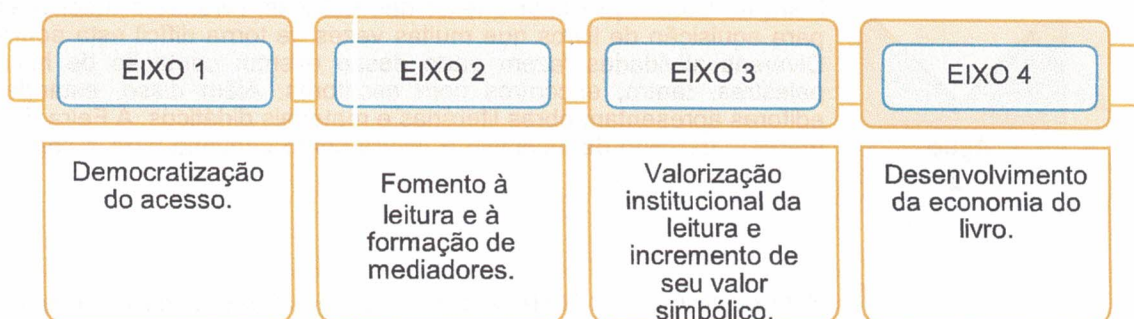 EIXO 1
EIXO 2
EIXO 3
EIXO 4
Democratização
do acesso.
Fomento à
leitura e à
formação de
mediadores.
Valorização
institucional da
leitura e
incremento de
seu valor
simbólico.
Desenvolvimento
da economia do
livro.